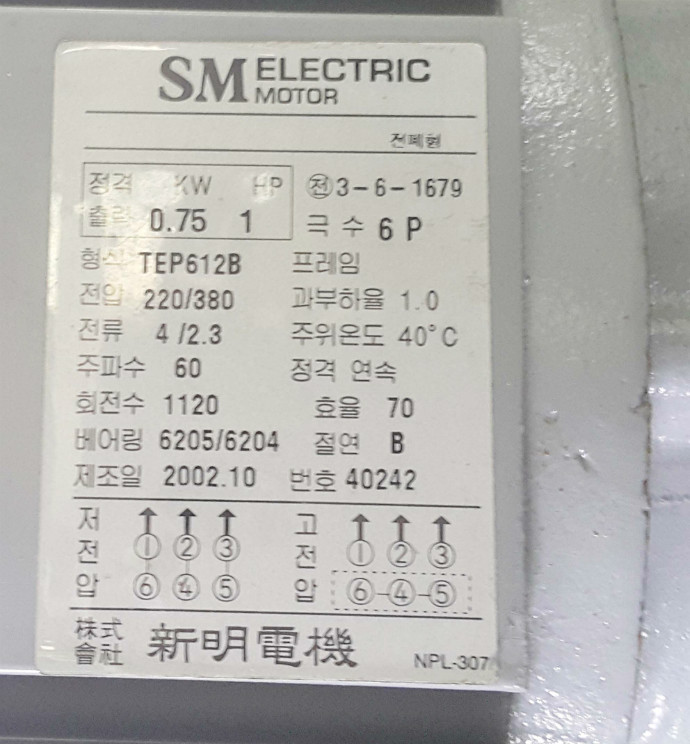 SM ELECTRIC
MOTOR
전폐형
정격 KW HP
출력 0.75 1
전 3-6-1679
극수 6 P
형식 TEP612B 프레임
전압 220/380 과부하율 1.0
전류 4 /2.3 주위온도 40°C
주파수 60 정격 연속
회전수 1120 효율 70
베어링 6205/6204 절연 B
제조일 2002.10 번호 40242
저전압 ↑ ↑ ↑
① ② ③
⑥ ④ ⑤
고전압 ↑ ↑ ↑
① ② ③
⑥-④-⑤
株式會社 新明電機 NPL-307